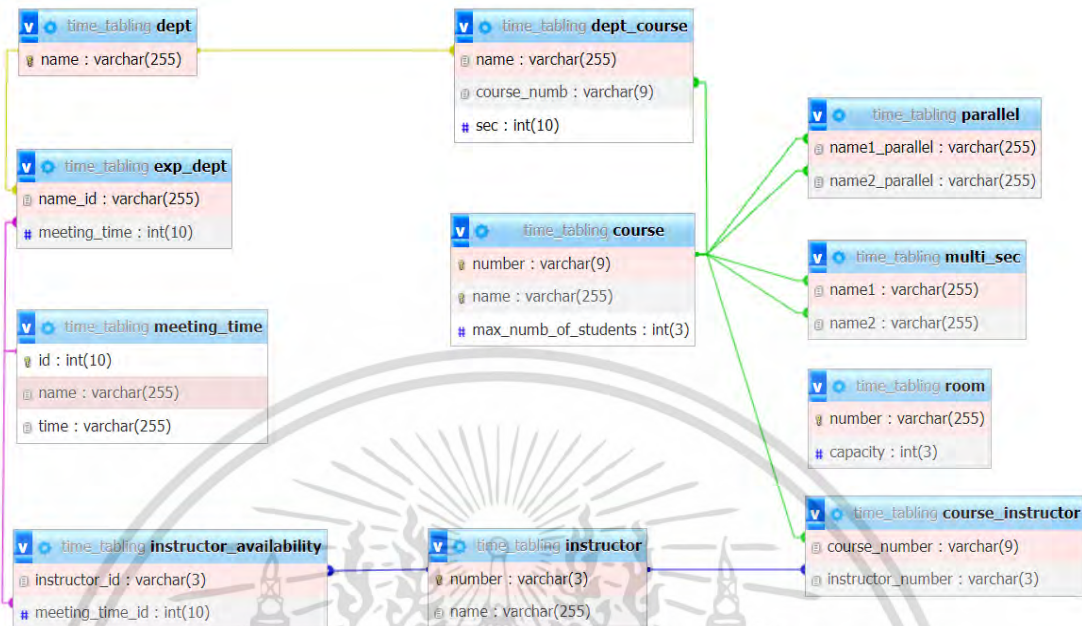 time_tabling dept
name : varchar(255)
time_tabling dept_course
name : varchar(255)
course_numb : varchar(9)
# sec : int(10)
time_tabling parallel
name1_parallel : varchar(255)
name2_parallel : varchar(255)
time_tabling exp_dept
name_id : varchar(255)
# meeting_time : int(10)
time_tabling course
number : varchar(9)
name : varchar(255)
# max_numb_of_students : int(3)
time_tabling multi_sec
name1 : varchar(255)
name2 : varchar(255)
time_tabling meeting_time
id : int(10)
name : varchar(255)
time : varchar(255)
time_tabling room
number : varchar(255)
# capacity : int(3)
time_tabling instructor_availability
instructor_id : varchar(3)
# meeting_time_id : int(10)
time_tabling instructor
number : varchar(3)
name : varchar(255)
time_tabling course_instructor
course_number : varchar(9)
instructor_number : varchar(3)